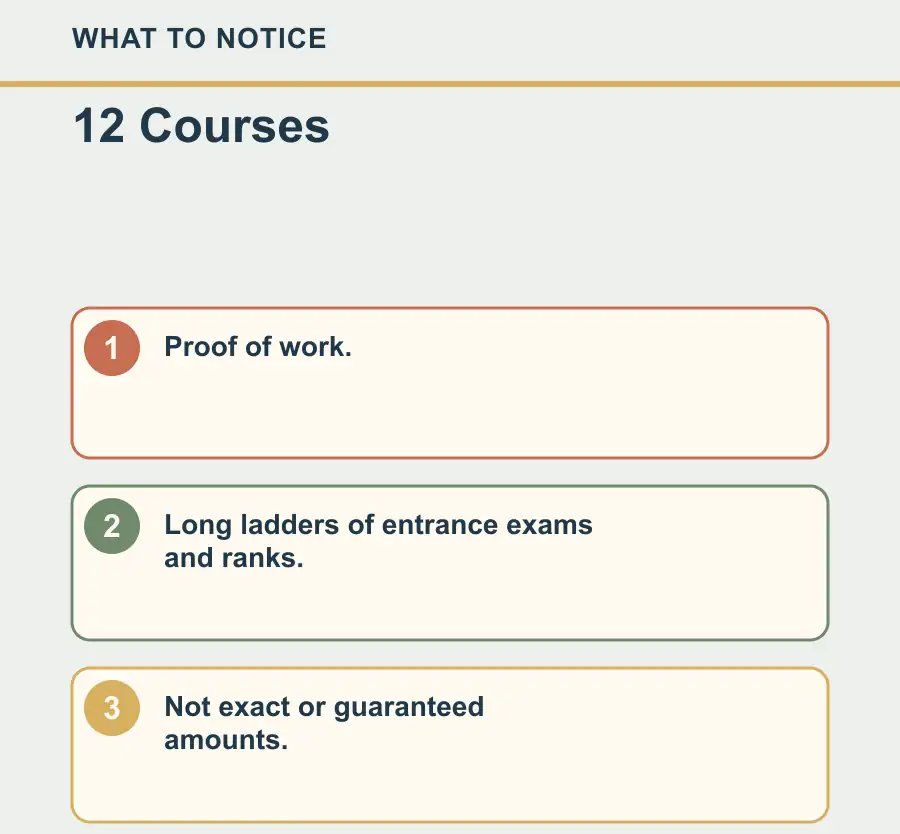 WHAT TO NOTICE
12 Courses
1
Proof of work.
2
Long ladders of entrance exams
and ranks.
3
Not exact or guaranteed
amounts.